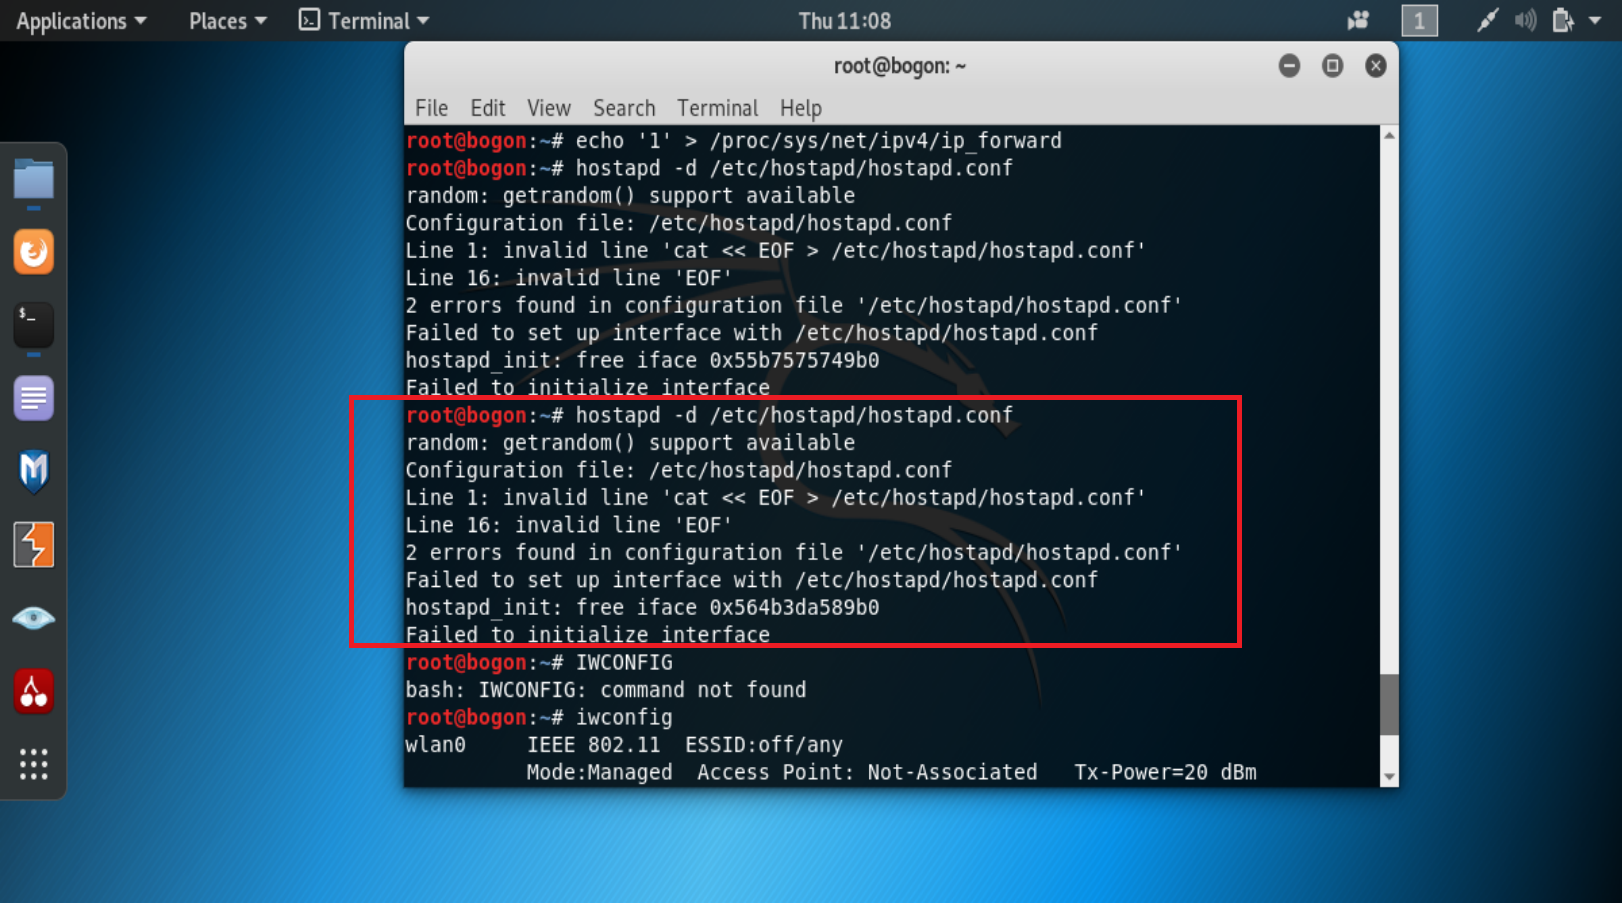 Applications Places Terminal Thu 11:08 1
root@bogon: ~
File Edit View Search Terminal Help
root@bogon:~# echo '1' > /proc/sys/net/ipv4/ip_forward
root@bogon:~# hostapd -d /etc/hostapd/hostapd.conf
random: getrandom() support available
Configuration file: /etc/hostapd/hostapd.conf
Line 1: invalid line 'cat << EOF > /etc/hostapd/hostapd.conf'
Line 16: invalid line 'EOF'
2 errors found in configuration file '/etc/hostapd/hostapd.conf'
Failed to set up interface with /etc/hostapd/hostapd.conf
hostapd_init: free iface 0x55b7575749b0
Failed to initialize interface
root@bogon:~# hostapd -d /etc/hostapd/hostapd.conf
random: getrandom() support available
Configuration file: /etc/hostapd/hostapd.conf
Line 1: invalid line 'cat << EOF > /etc/hostapd/hostapd.conf'
Line 16: invalid line 'EOF'
2 errors found in configuration file '/etc/hostapd/hostapd.conf'
Failed to set up interface with /etc/hostapd/hostapd.conf
hostapd_init: free iface 0x564b3da589b0
Failed to initialize interface
root@bogon:~# IWCONFIG
bash: IWCONFIG: command not found
root@bogon:~# iwconfig
wlan0     IEEE 802.11  ESSID:off/any
          Mode:Managed  Access Point: Not-Associated   Tx-Power=20 dBm